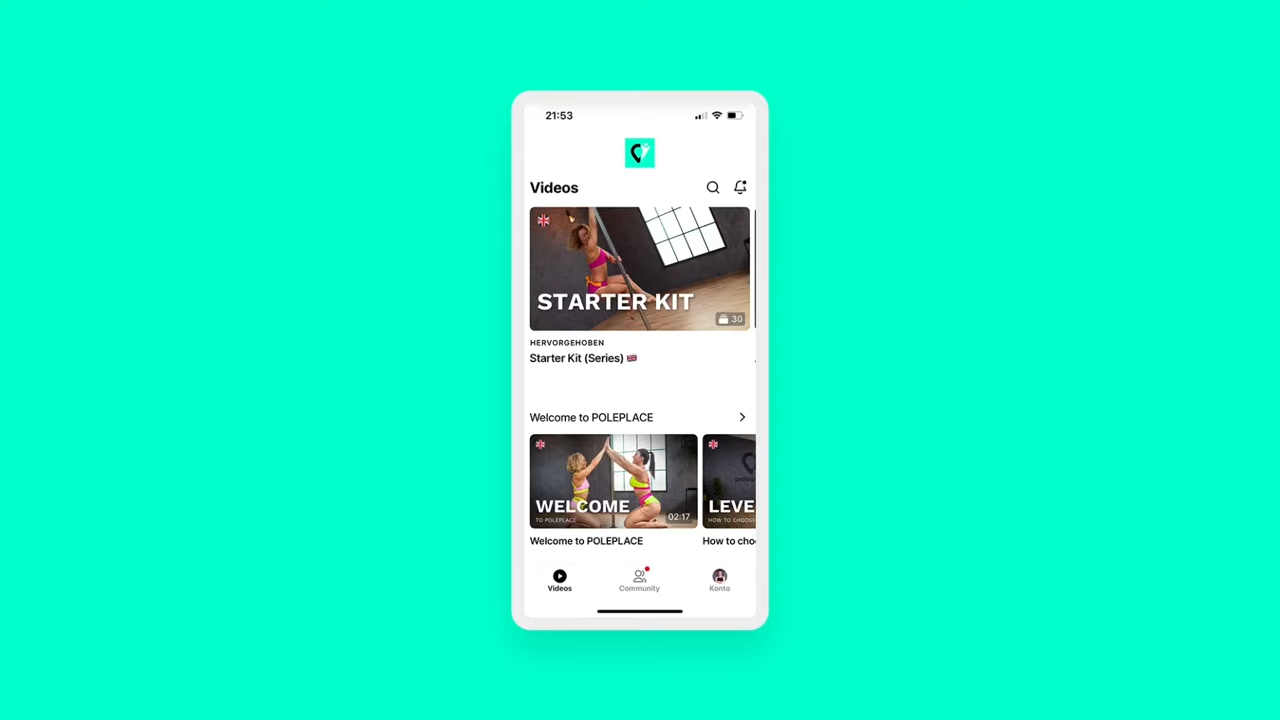 21:53
Videos
STARTER KIT
30
HERVORGEHOBEN
Starter Kit (Series)
Welcome to POLEPLACE
WELCOME
TO POLEPLACE
02:17
LEVE
HOW TO CHOOSE
Welcome to POLEPLACE
How to cho
Videos
Community
Konto